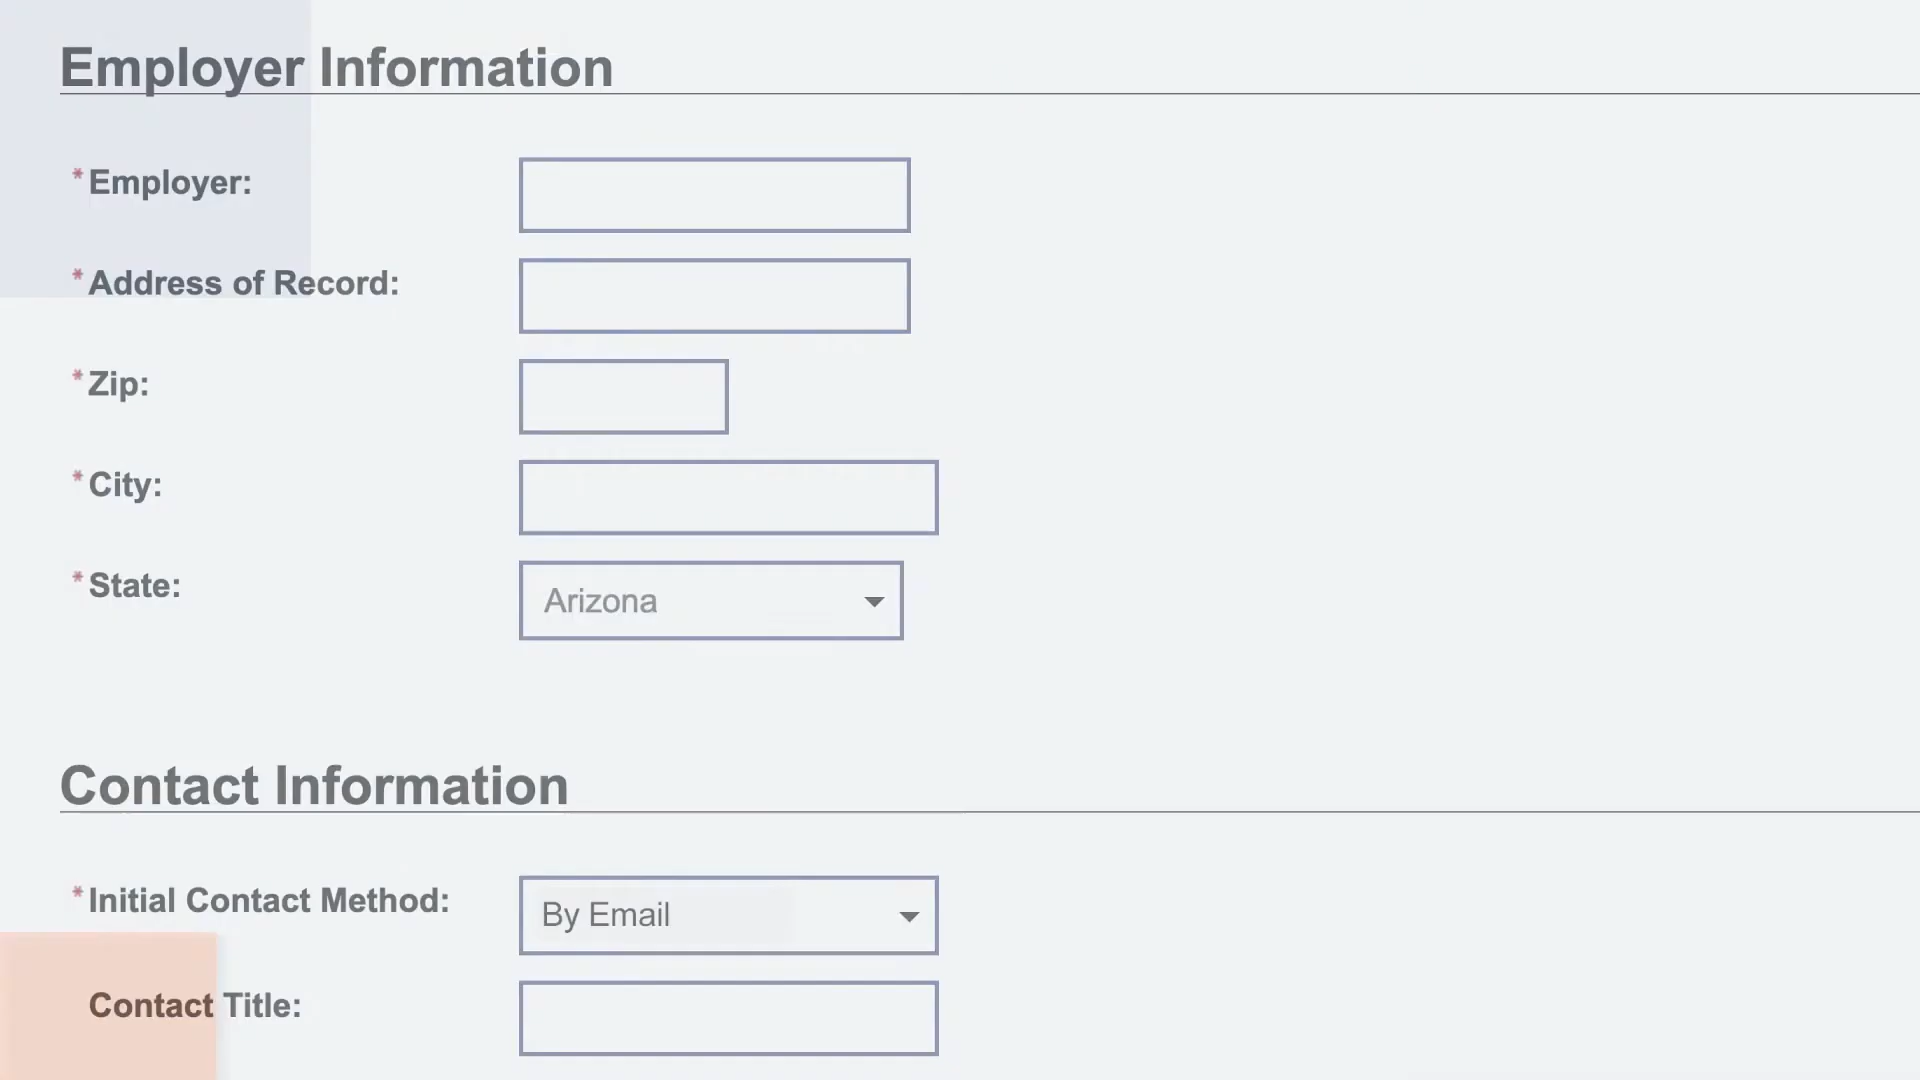 Employer Information
* Employer:
* Address of Record:
* Zip:
* City:
* State:
Arizona
Contact Information
* Initial Contact Method:
By Email
Contact Title: